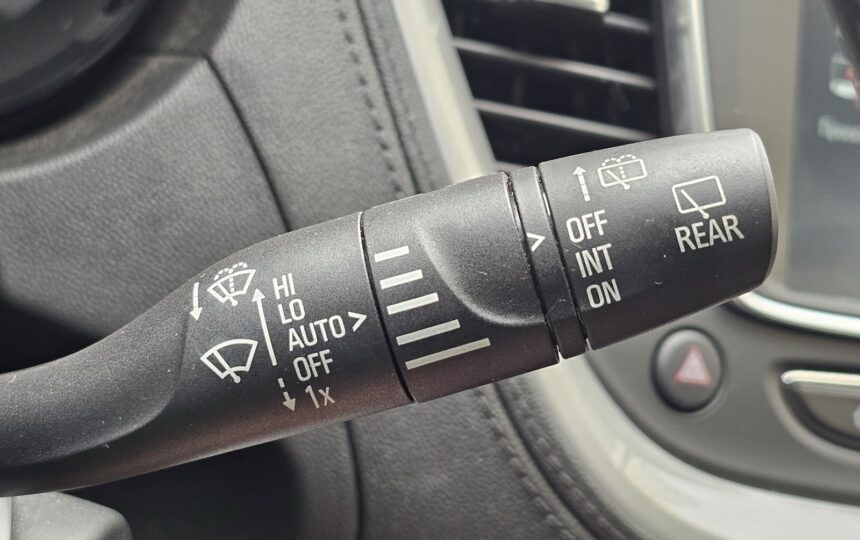 HI
LO
AUTO >
OFF
1x
>
OFF
INT
ON
REAR